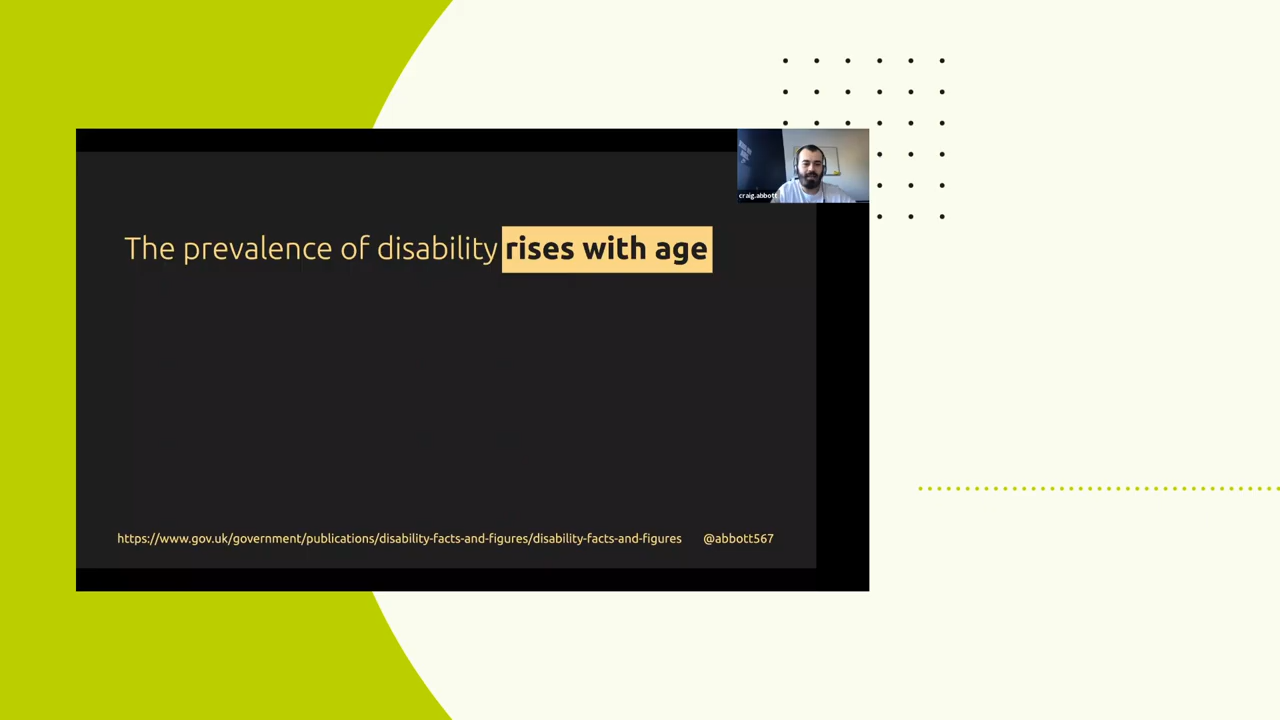 craig.abbott
The prevalence of disability rises with age
https://www.gov.uk/government/publications/disability-facts-and-figures/disability-facts-and-figures @abbott567